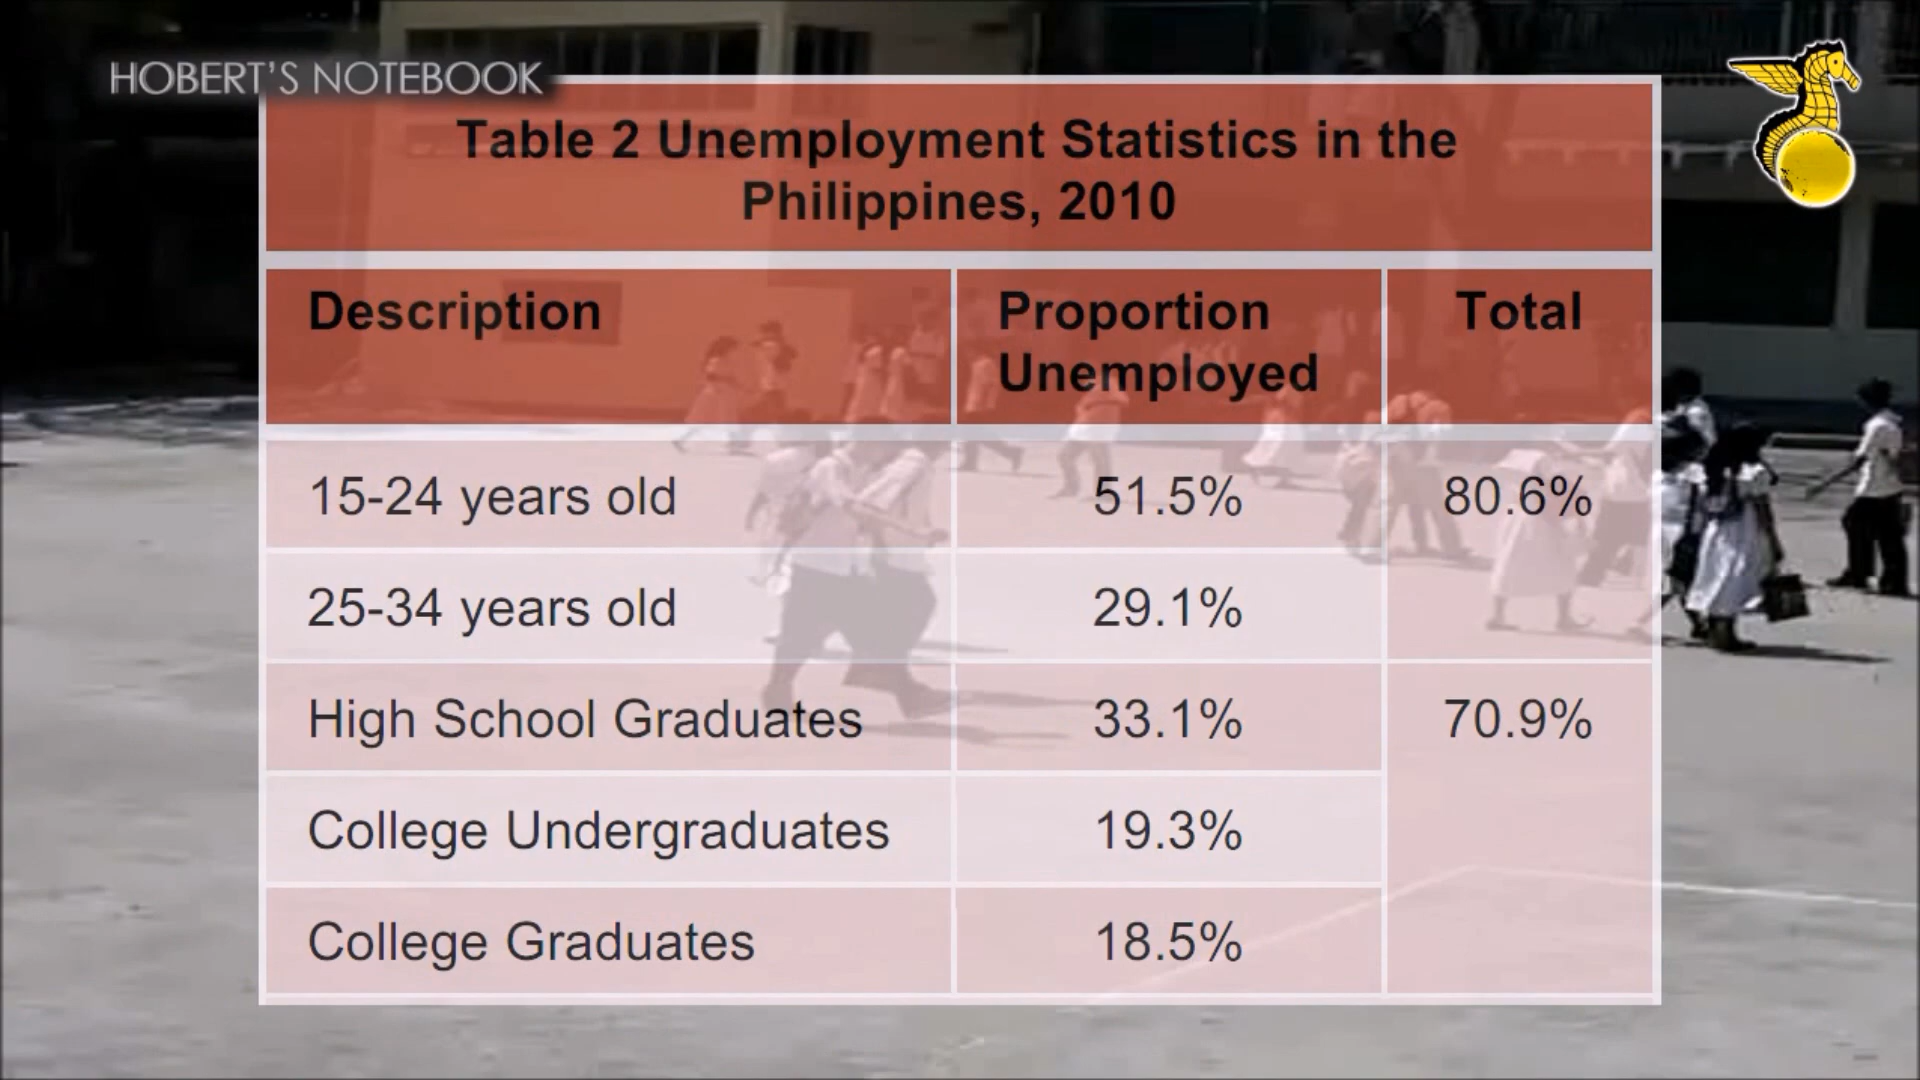 HOBERT'S NOTEBOOK
Table 2 Unemployment Statistics in the
Philippines, 2010
Description Proportion Unemployed Total
15-24 years old 51.5% 80.6%
25-34 years old 29.1%
High School Graduates 33.1% 70.9%
College Undergraduates 19.3%
College Graduates 18.5%